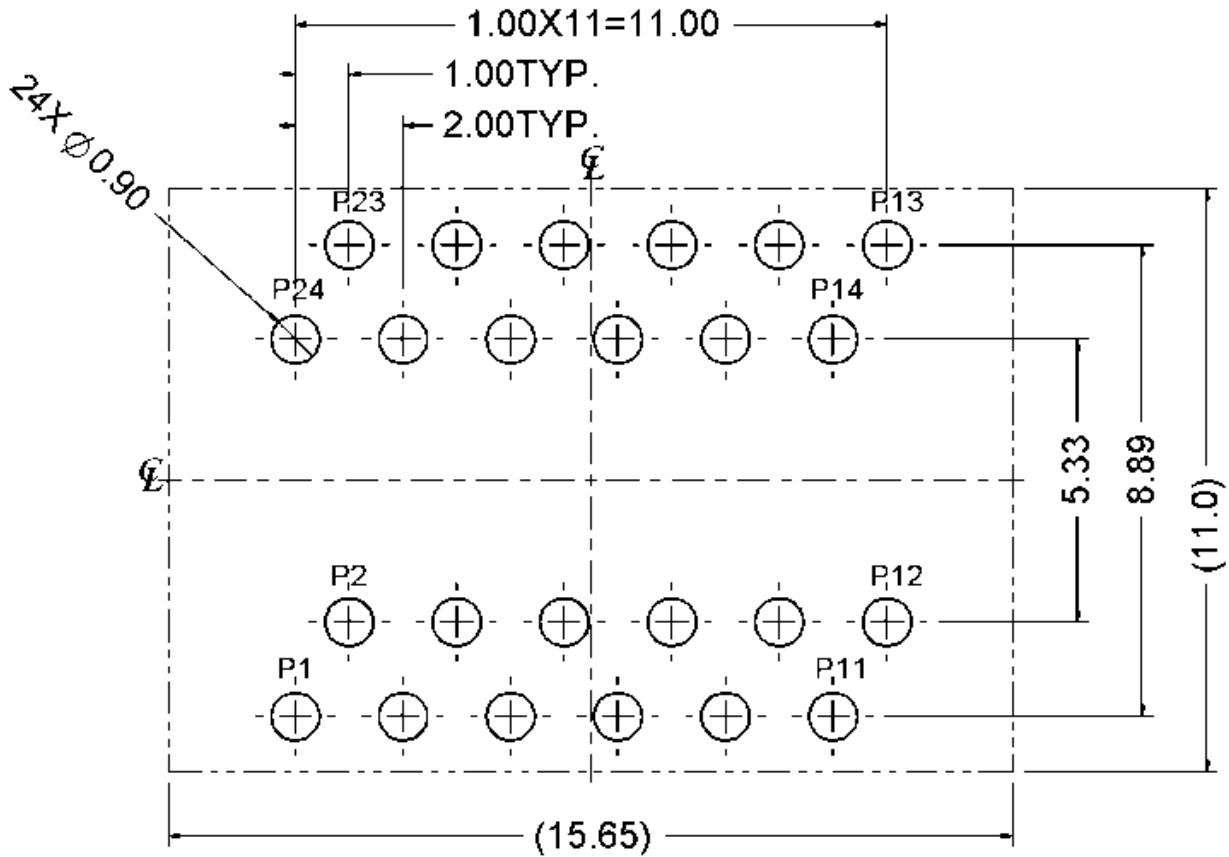 1.00X11=11.00
1.00TYP.
2.00TYP.
24X ⌀0.90
℄
P23
P13
P24
P14
℄
5.33
8.89
(11.0)
P2
P12
P1
P11
(15.65)